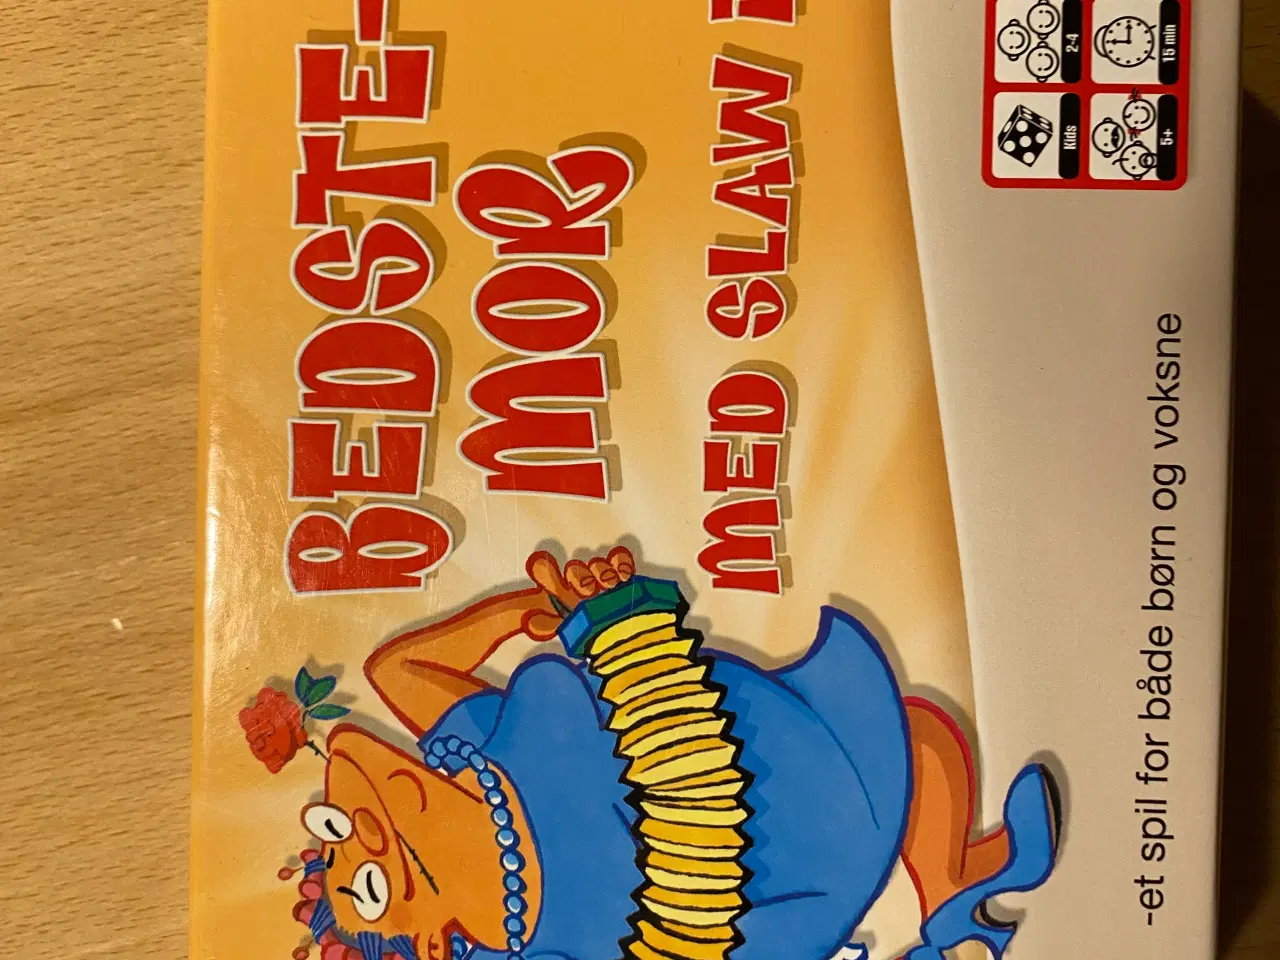 BEDSTE-
MOR
MED SLAW I
2-4
15 min
Kids
5+
-et spil for både børn og voksne